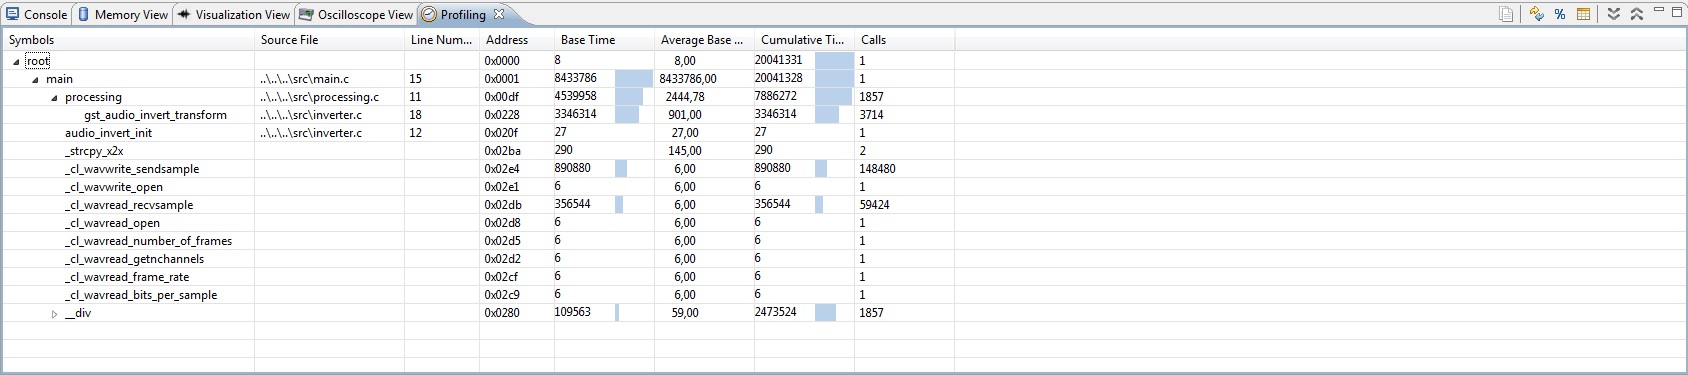 Console Memory View Visualization View Oscilloscope View Profiling %
Symbols Source File Line Num... Address Base Time Average Base ... Cumulative Ti... Calls
root 0x0000 8 8,00 20041331 1
main ..\..\..\src\main.c 15 0x0001 8433786 8433786,00 20041328 1
processing ..\..\..\src\processing.c 11 0x00df 4539958 2444,78 7886272 1857
gst_audio_invert_transform ..\..\..\src\inverter.c 18 0x0228 3346314 901,00 3346314 3714
audio_invert_init ..\..\..\src\inverter.c 12 0x020f 27 27,00 27 1
_strcpy_x2x 0x02ba 290 145,00 290 2
_cl_wavwrite_sendsample 0x02e4 890880 6,00 890880 148480
_cl_wavwrite_open 0x02e1 6 6,00 6 1
_cl_wavread_recvsample 0x02db 356544 6,00 356544 59424
_cl_wavread_open 0x02d8 6 6,00 6 1
_cl_wavread_number_of_frames 0x02d5 6 6,00 6 1
_cl_wavread_getnchannels 0x02d2 6 6,00 6 1
_cl_wavread_frame_rate 0x02cf 6 6,00 6 1
_cl_wavread_bits_per_sample 0x02c9 6 6,00 6 1
__div 0x0280 109563 59,00 2473524 1857